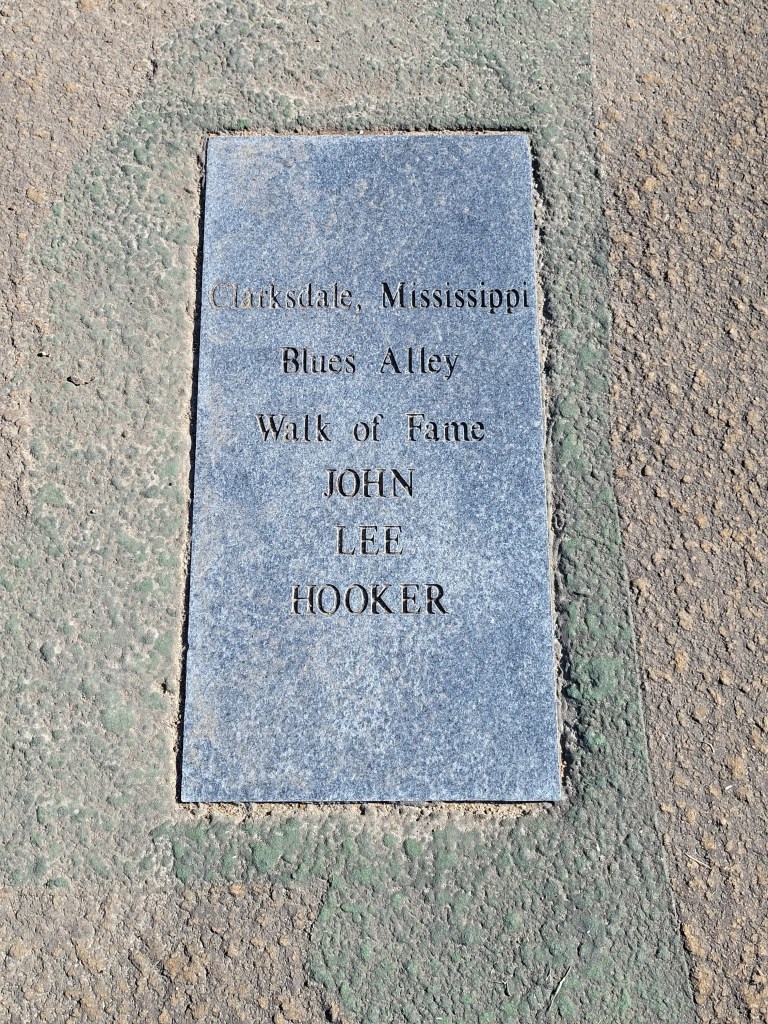 Clarksdale, Mississippi
Blues Alley
Walk of Fame
JOHN
LEE
HOOKER